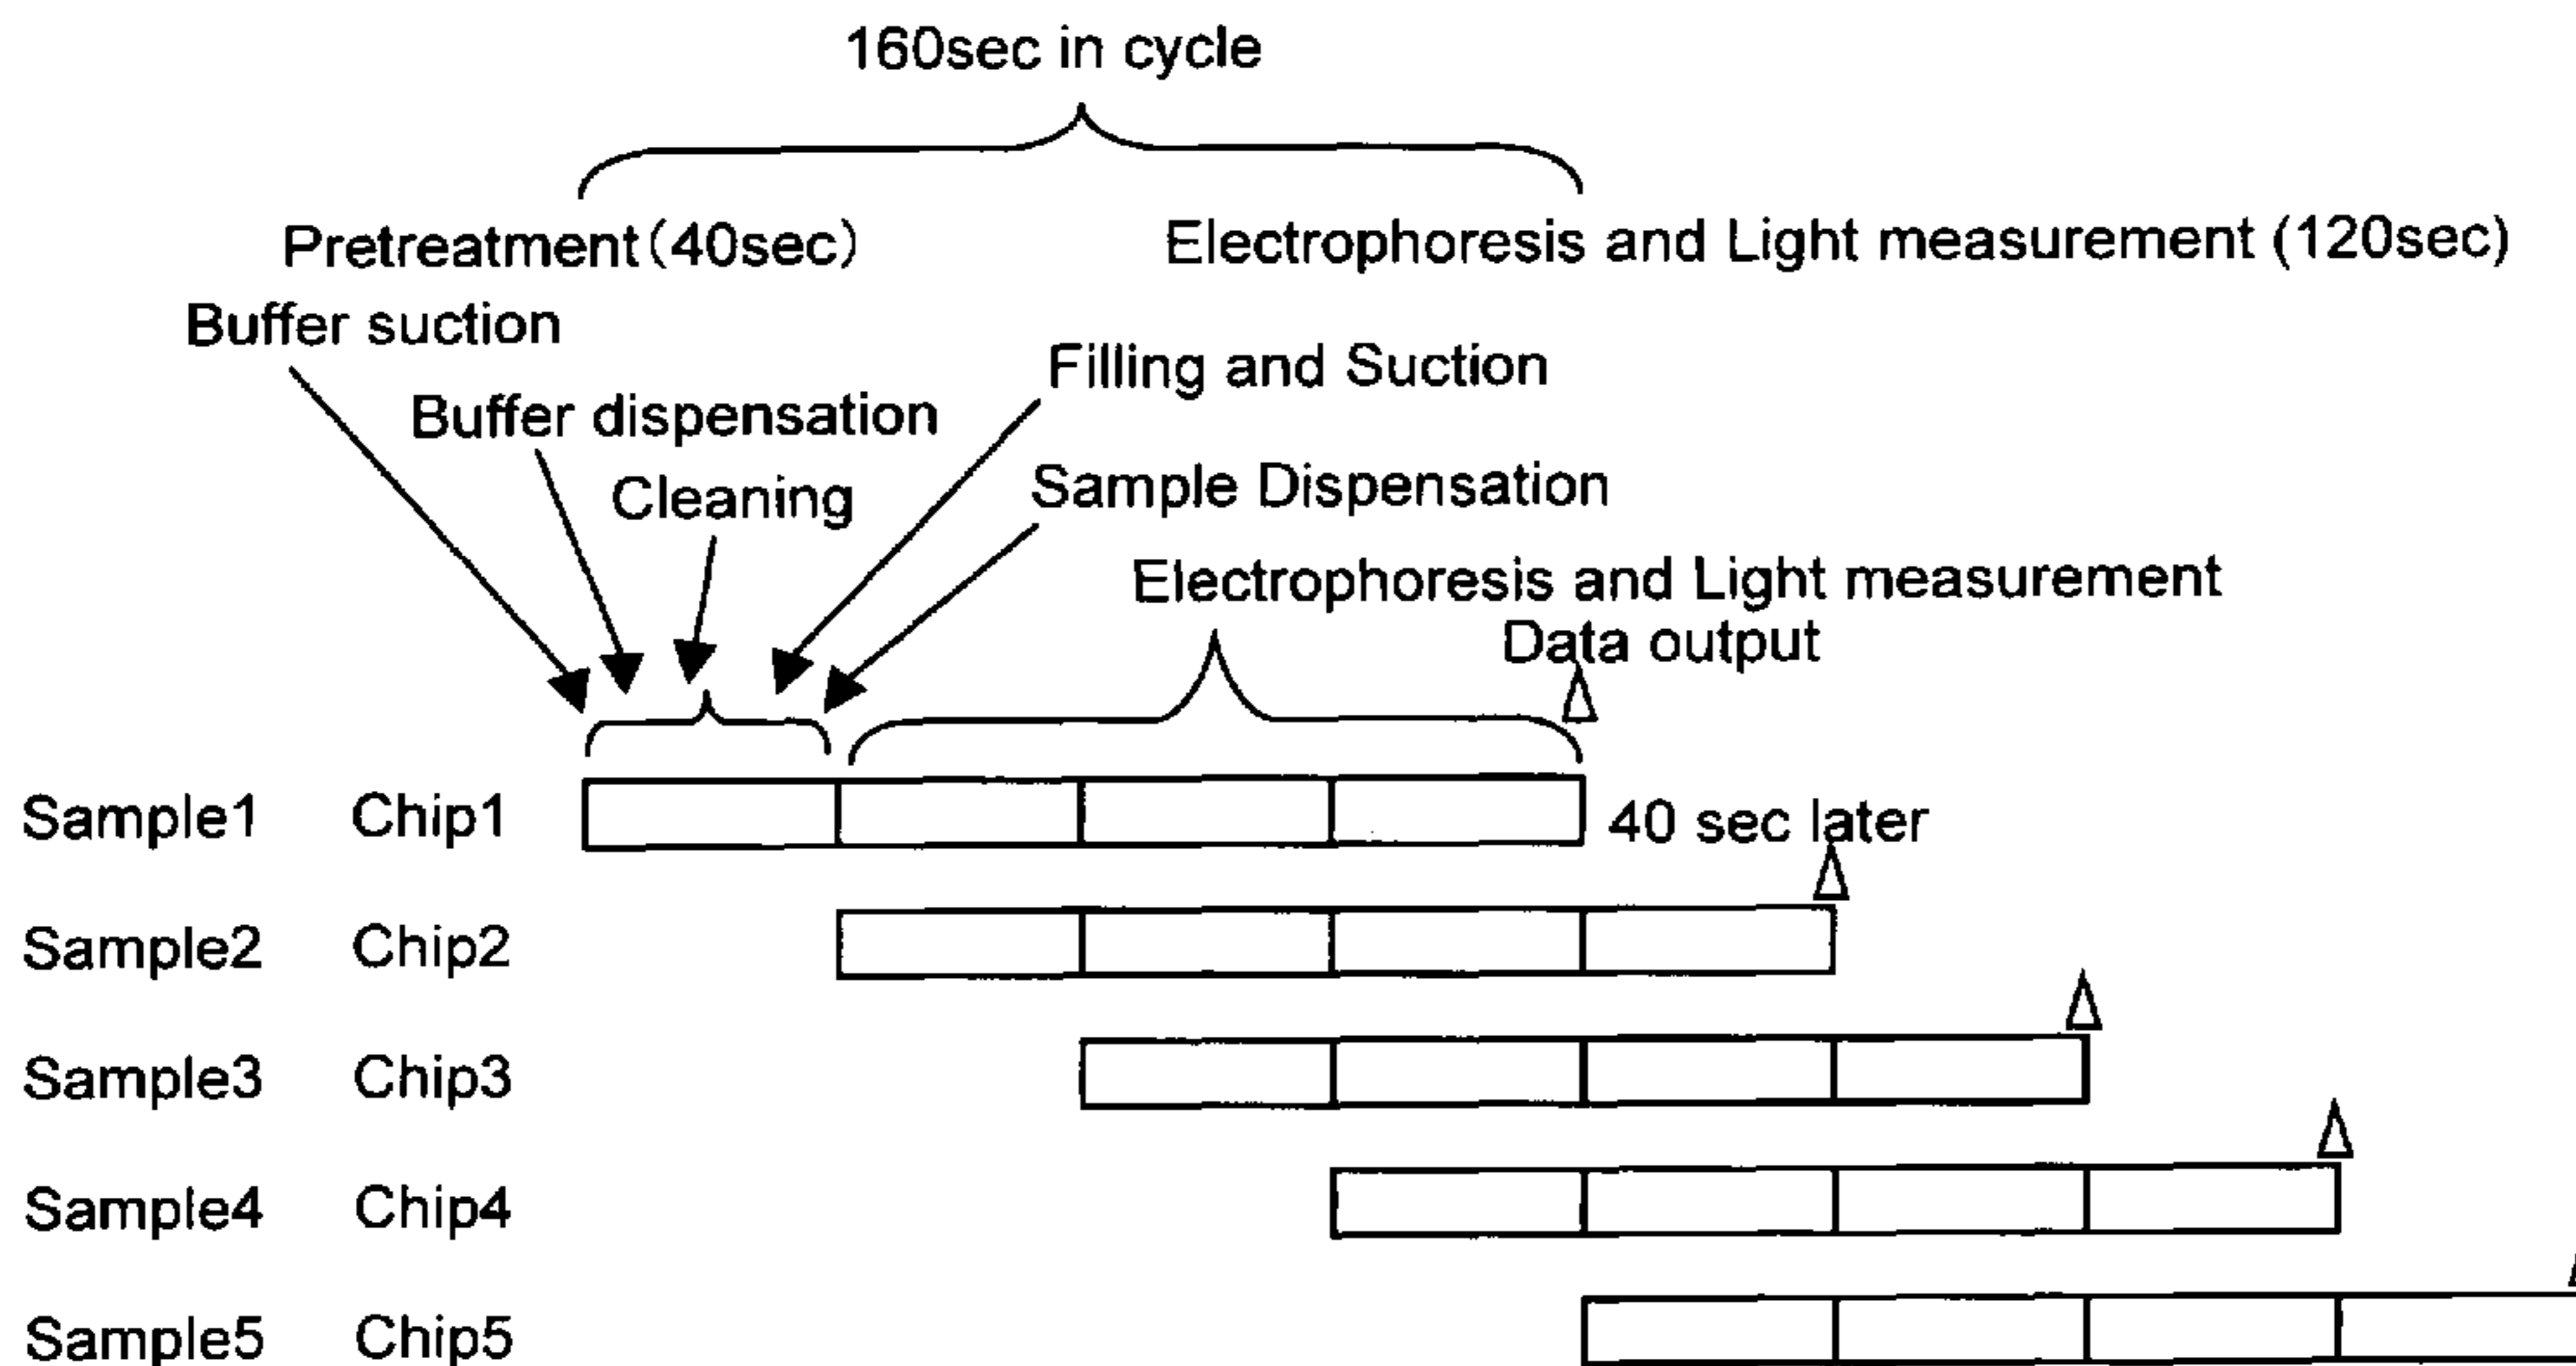 160sec in cycle
Pretreatment(40sec)
Electrophoresis and Light measurement (120sec)
Buffer suction
Filling and Suction
Buffer dispensation
Cleaning
Sample Dispensation
Electrophoresis and Light measurement
Data output
Sample1 Chip1 40 sec later
Sample2 Chip2
Sample3 Chip3
Sample4 Chip4
Sample5 Chip5